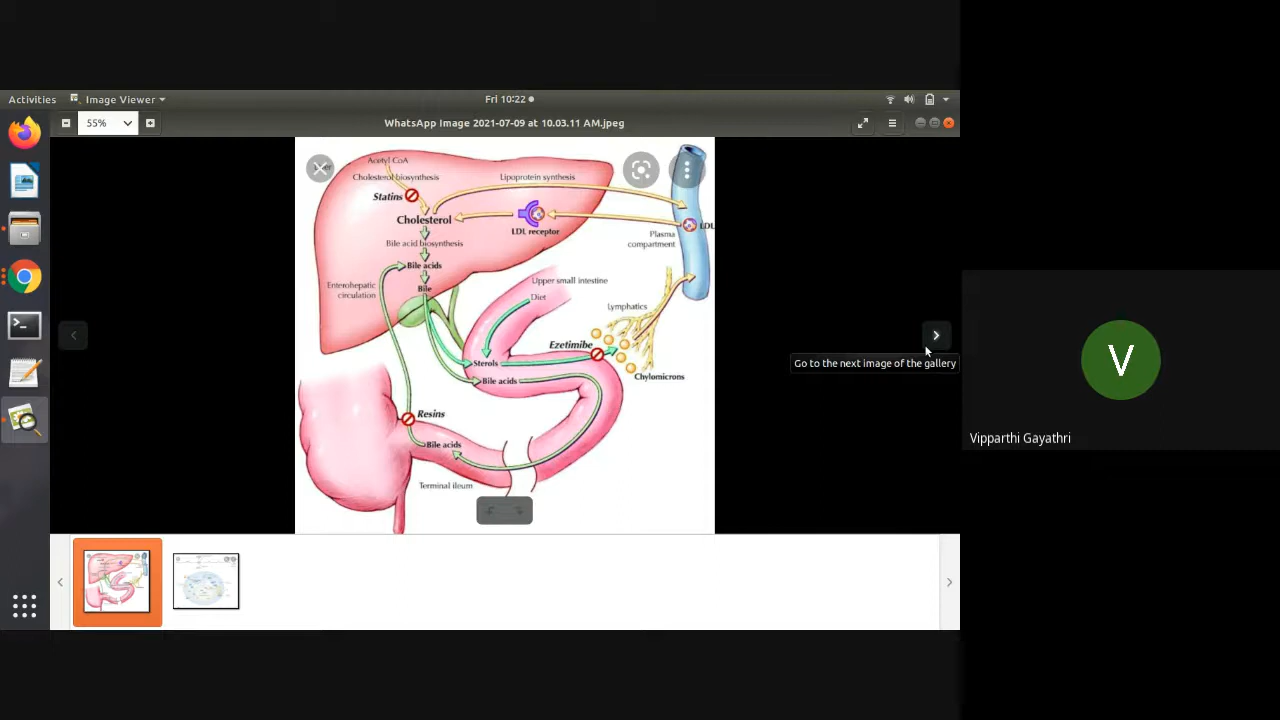 Activities
Image Viewer
Fri 10:22
55%
WhatsApp Image 2021-07-09 at 10.03.11 AM.jpeg
Acetyl CoA
Cholesterol biosynthesis
Lipoprotein synthesis
Statins
Cholesterol
LDL receptor
LDL
Plasma
compartment
Bile acid biosynthesis
Bile acids
Enterohepatic
circulation
Bile
Upper small intestine
Diet
Lymphatics
Ezetimibe
Sterols
Bile acids
Chylomicrons
Resins
Bile acids
Terminal ileum
Go to the next image of the gallery
V
Vipparthi Gayathri